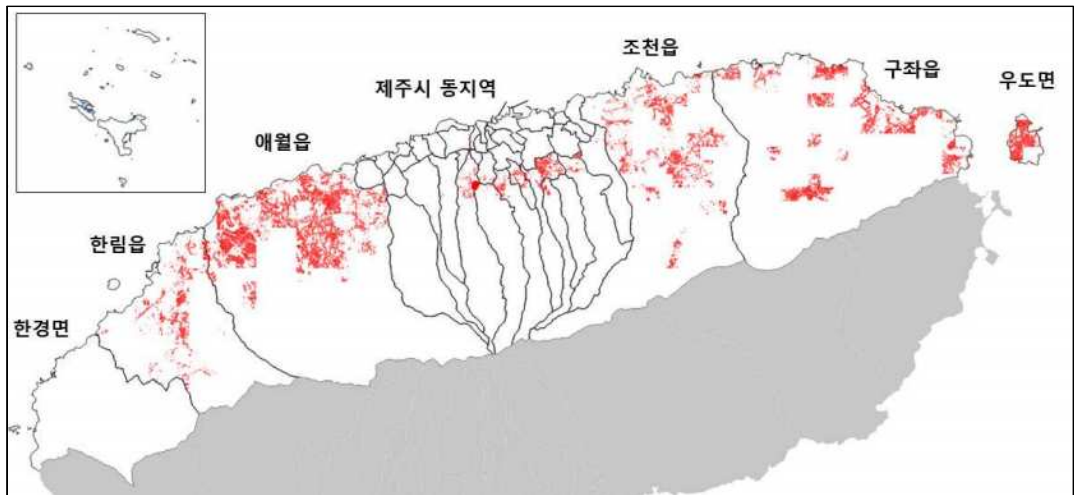 조천읍
구좌읍
우도면
제주시 동지역
애월읍
한림읍
한경면